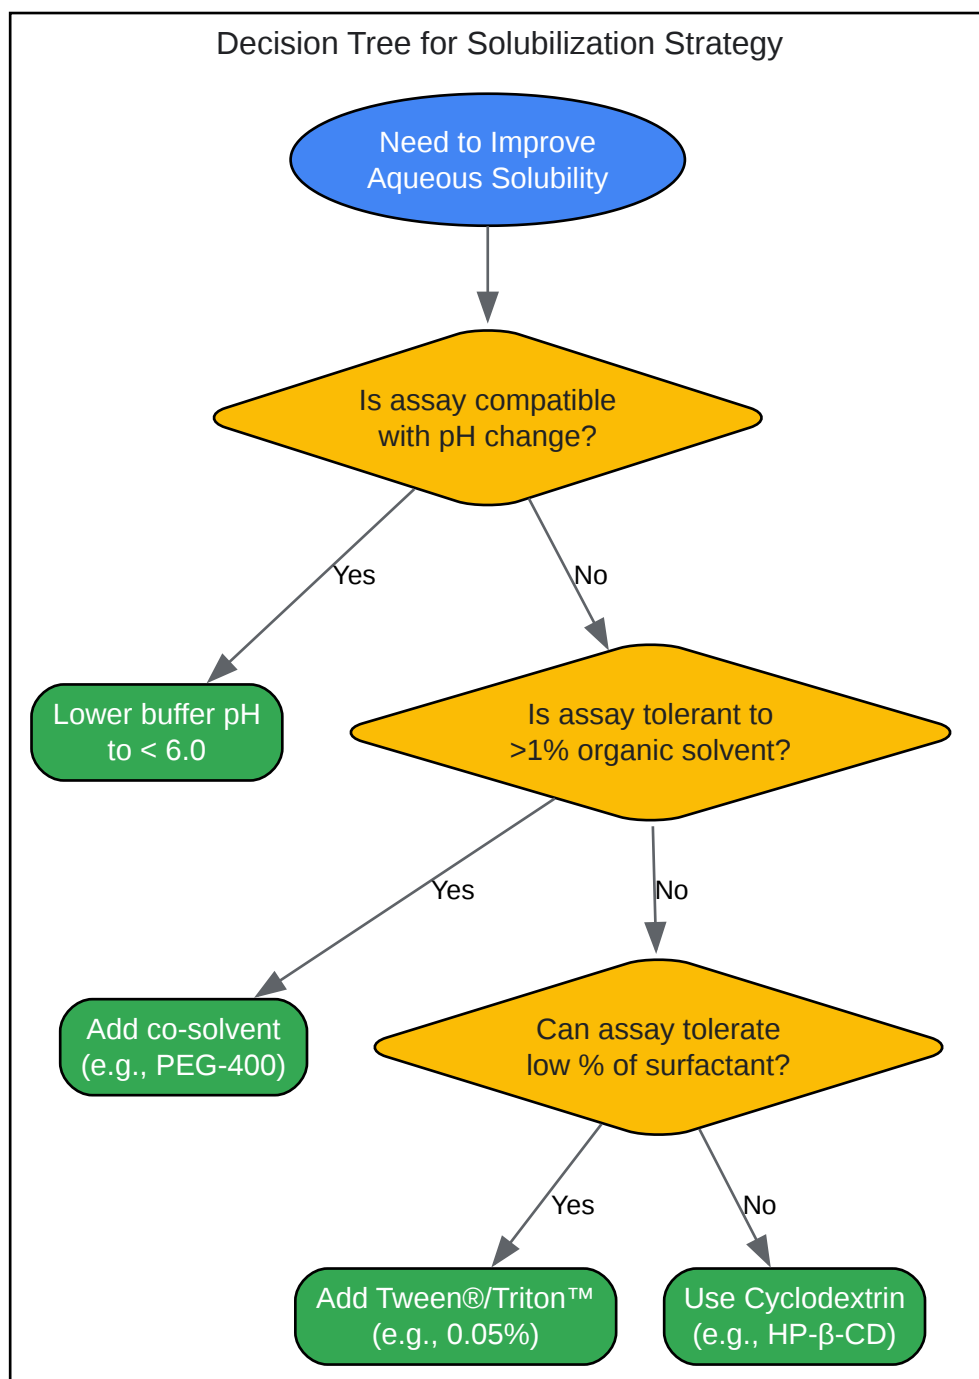 Decision Tree for Solubilization Strategy
Need to Improve
Aqueous Solubility
Is assay compatible
with pH change?
Yes
No
Lower buffer pH
to < 6.0
Is assay tolerant to
>1% organic solvent?
Yes
No
Add co-solvent
(e.g., PEG-400)
Can assay tolerate
low % of surfactant?
Yes
No
Add Tween®/Triton™
(e.g., 0.05%)
Use Cyclodextrin
(e.g., HP-β-CD)